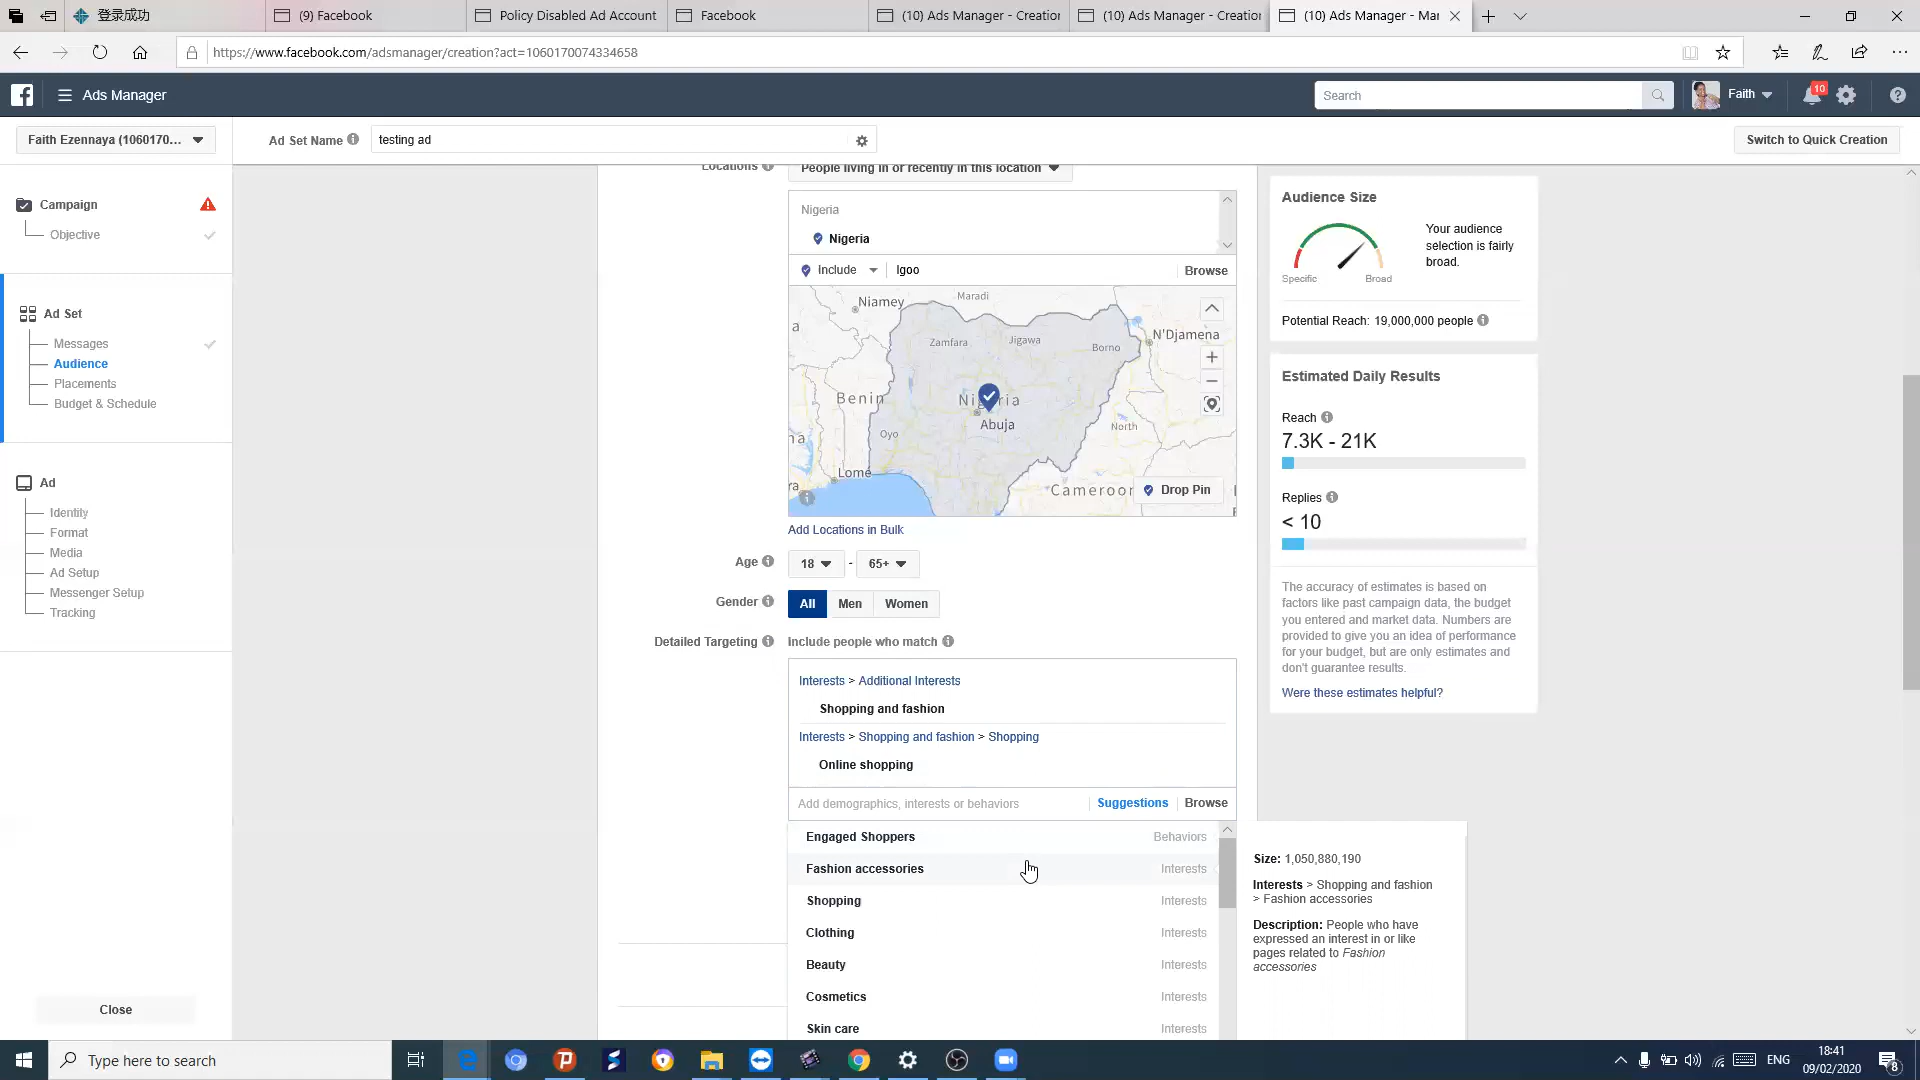 登录成功
(9) Facebook
Policy Disabled Ad Account
Facebook
(10) Ads Manager - Creation
(10) Ads Manager - Creation
(10) Ads Manager - Mar
https://www.facebook.com/adsmanager/creation?act=1060170074334658
Ads Manager
Search
Faith
10
Faith Ezennaya (1060170...
Ad Set Name
testing ad
Switch to Quick Creation
Campaign
Objective
Ad Set
Messages
Audience
Placements
Budget & Schedule
Ad
Identity
Format
Media
Ad Setup
Messenger Setup
Tracking
Close
Locations
People living in or recently in this location
Nigeria
Nigeria
Include
Igoo
Browse
Niamey
Maradi
Zamfara
Jigawa
Borno
N'Djamena
Benin
Nigeria
Abuja
North
Oyo
Lomé
Cameroon
Drop Pin
Add Locations in Bulk
Age
18 - 65+
Gender
All Men Women
Detailed Targeting
Include people who match
Interests > Additional Interests
Shopping and fashion
Interests > Shopping and fashion > Shopping
Online shopping
Add demographics, interests or behaviors
Suggestions
Browse
Engaged Shoppers Behaviors
Fashion accessories Interests
Shopping Interests
Clothing Interests
Beauty Interests
Cosmetics Interests
Skin care Interests
Audience Size
Specific
Broad
Your audience
selection is fairly
broad.
Potential Reach: 19,000,000 people
Estimated Daily Results
Reach
7.3K - 21K
Replies
< 10
The accuracy of estimates is based on
factors like past campaign data, the budget
you entered and market data. Numbers are
provided to give you an idea of performance
for your budget, but are only estimates and
don't guarantee results.
Were these estimates helpful?
Size: 1,050,880,190
Interests > Shopping and fashion
> Fashion accessories
Description: People who have
expressed an interest in or like
pages related to Fashion
accessories
Type here to search
ENG
18:41
09/02/2020
8